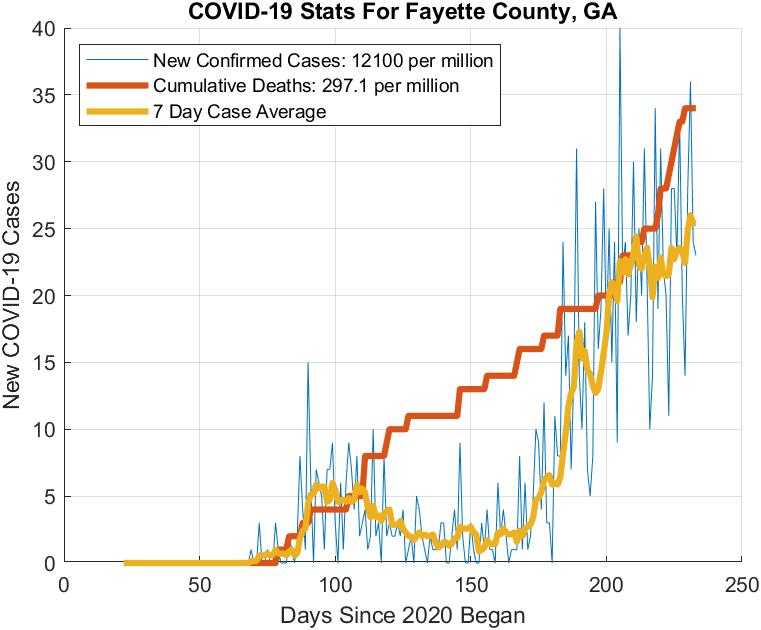 COVID-19 Stats For Fayette County, GA
New Confirmed Cases: 12100 per million
Cumulative Deaths: 297.1 per million
7 Day Case Average
New COVID-19 Cases
40
35
30
25
20
15
10
5
0
0 50 100 150 200 250
Days Since 2020 Began